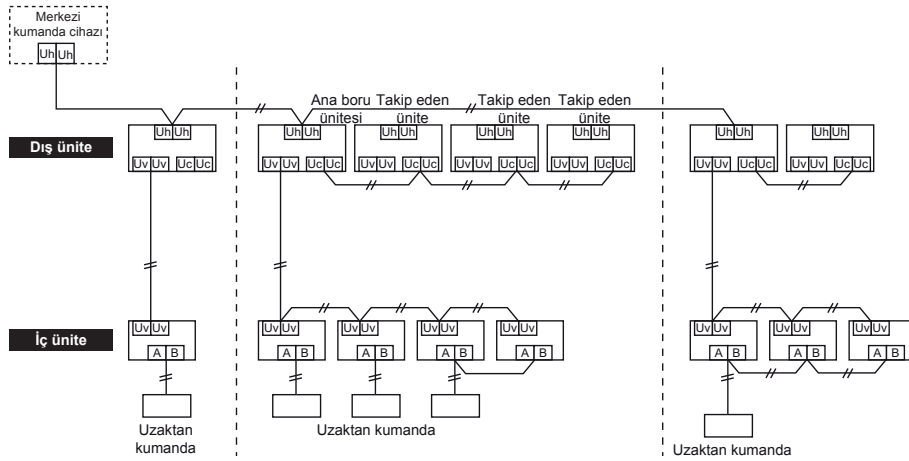 Merkezi
kumanda cihazı
Uh Uh
Ana boru Takip eden Takip eden Takip eden
ünitesi ünite ünite ünite
Dış ünite
Uh Uh Uh Uh Uh Uh Uh Uh Uh Uh Uh Uh Uh Uh
Uv Uv Uc Uc Uv Uv Uc Uc Uv Uv Uc Uc Uv Uv Uc Uc Uv Uv Uc Uc Uv Uv Uc Uc Uv Uv Uc Uc
İç ünite
Uv Uv Uv Uv Uv Uv Uv Uv Uv Uv Uv Uv Uv Uv Uv Uv
A B A B A B A B A B A B A B A B
Uzaktan
kumanda
Uzaktan kumanda
Uzaktan kumanda